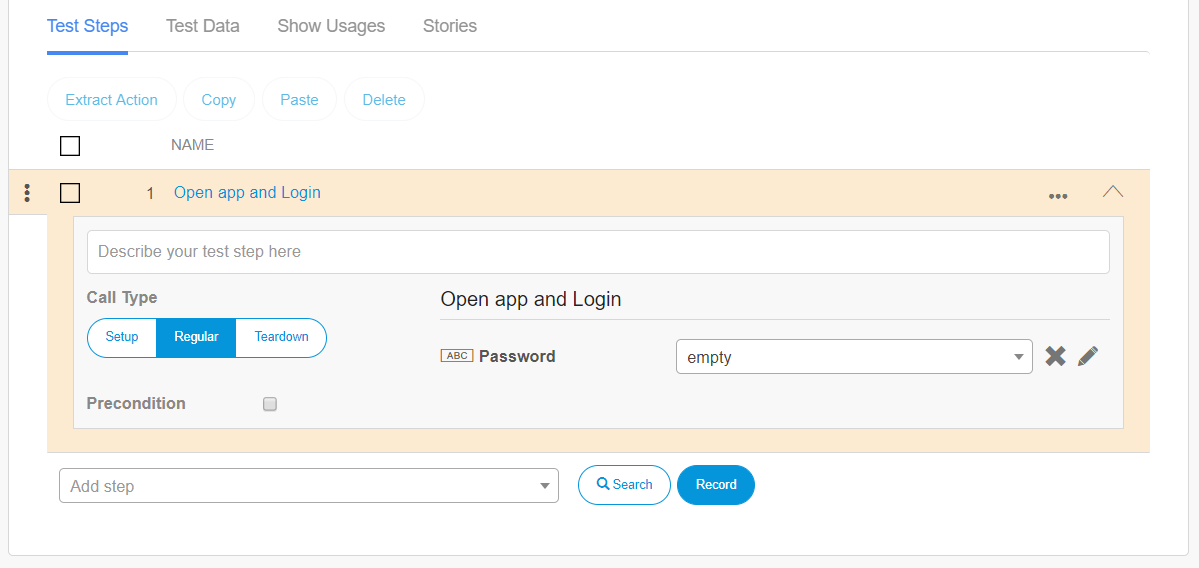 Test Steps Test Data Show Usages Stories
Extract Action Copy Paste Delete
NAME
1 Open app and Login
Describe your test step here
Call Type
Open app and Login
Setup Regular Teardown
ABC Password empty
Precondition
Add step Search Record